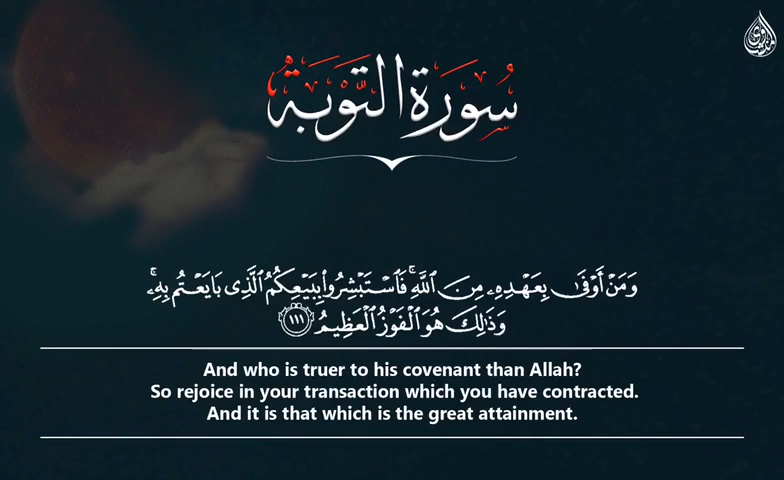 سُورَةُ التَّوْبَةِ
وَمَنْ أَوْفَىٰ بِعَهْدِهِۦ مِنَ ٱللَّهِ ۚ فَٱسْتَبْشِرُوا۟ بِبَيْعِكُمُ ٱلَّذِى بَايَعْتُم بِهِۦ ۚ
وَذَٰلِكَ هُوَ ٱلْفَوْزُ ٱلْعَظِيمُ ١١١
And who is truer to his covenant than Allah?
So rejoice in your transaction which you have contracted.
And it is that which is the great attainment.